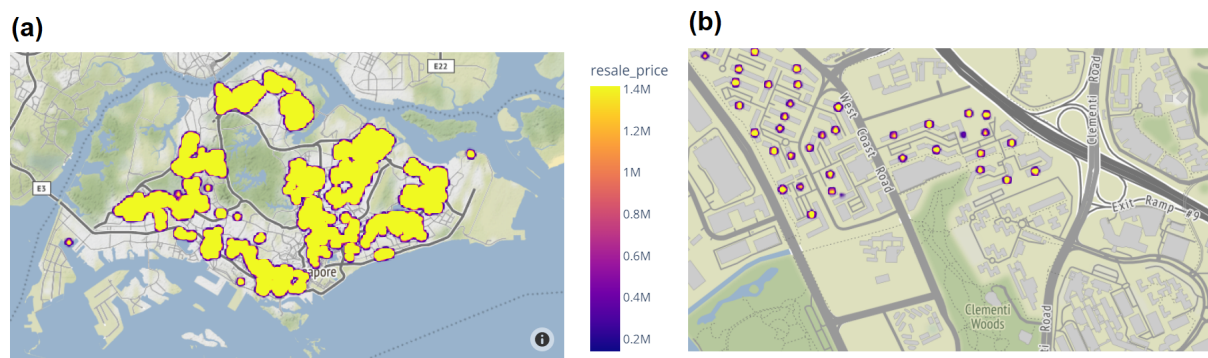 (a)
(b)
E22
E3
apore
resale_price
1.4M
1.2M
1M
0.8M
0.6M
0.4M
0.2M
West Coast Road
Clementi Road
Exit Ramp #9
Clementi
Woods
ti Road